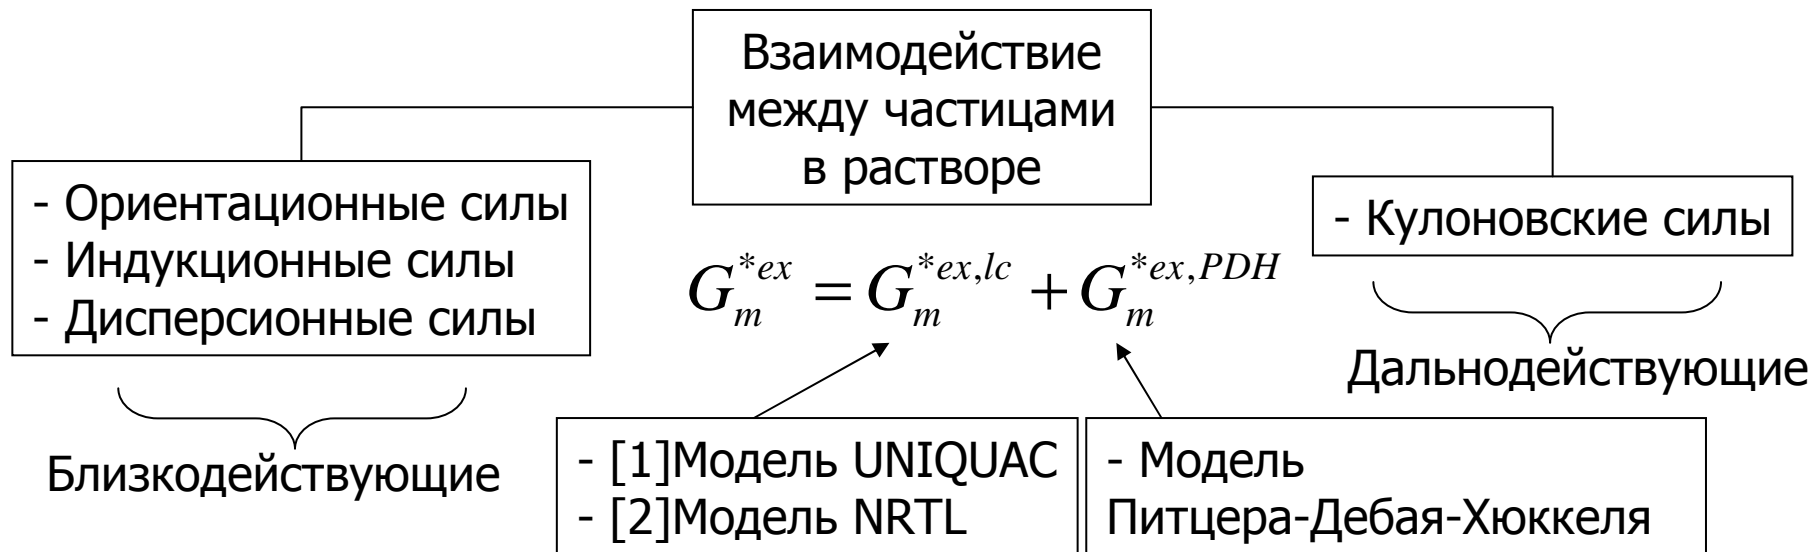 Взаимодействие
между частицами
в растворе
- Ориентационные силы
- Индукционные силы
- Дисперсионные силы
- Кулоновские силы
G_m^{*ex} = G_m^{*ex,lc} + G_m^{*ex,PDH}
Близкодействующие
Дальнодействующие
- [1]Модель UNIQUAC
- [2]Модель NRTL
- Модель
Питцера-Дебая-Хюккеля